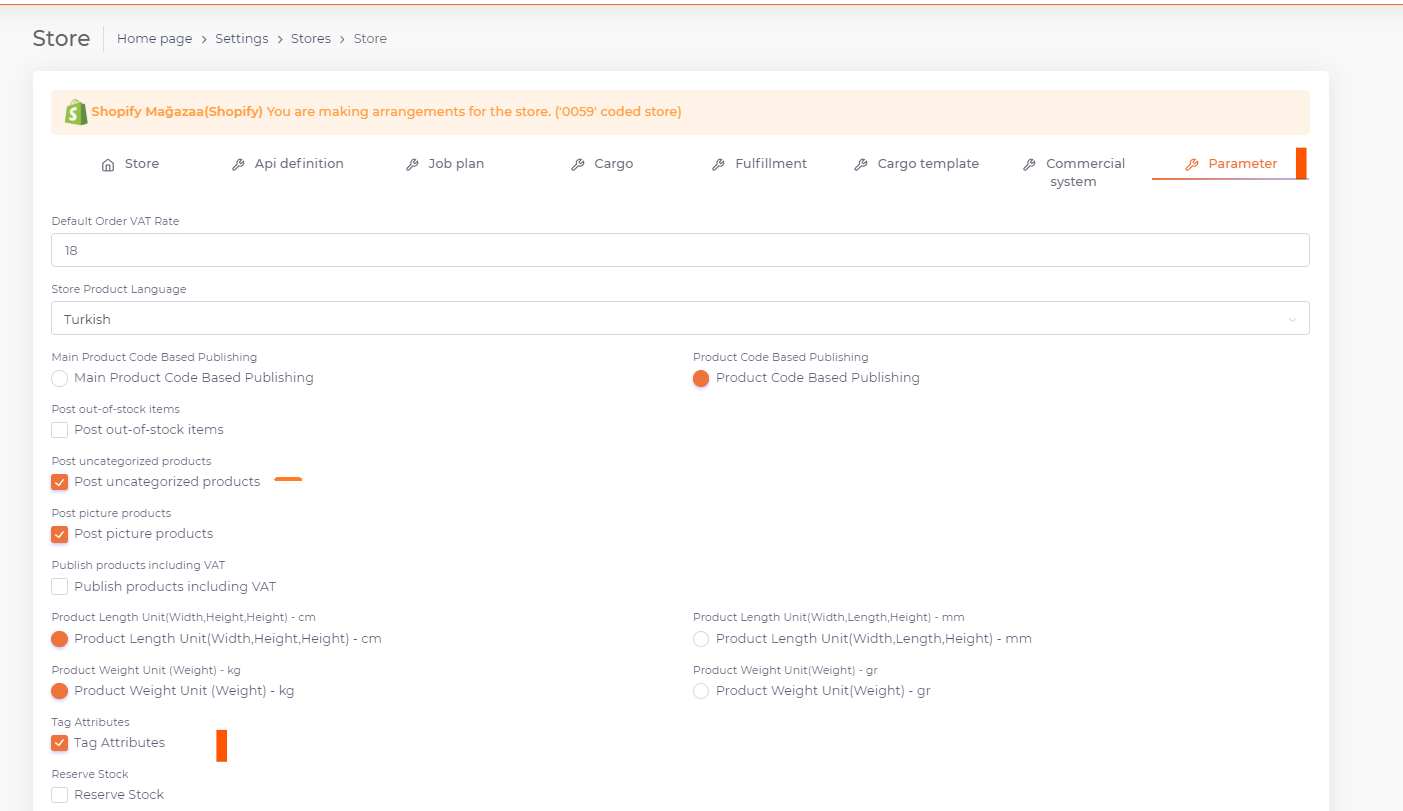 Store Home page > Settings > Stores > Store
Shopify Mağazaa(Shopify) You are making arrangements for the store. ('0059' coded store)
Store Api definition Job plan Cargo Fulfillment Cargo template Commercial system Parameter
Default Order VAT Rate
18
Store Product Language
Turkish
Main Product Code Based Publishing Product Code Based Publishing
Main Product Code Based Publishing Product Code Based Publishing
Post out-of-stock items
Post out-of-stock items
Post uncategorized products
Post uncategorized products
Post picture products
Post picture products
Publish products including VAT
Publish products including VAT
Product Length Unit(Width,Height,Height) - cm Product Length Unit(Width,Length,Height) - mm
Product Length Unit(Width,Height,Height) - cm Product Length Unit(Width,Length,Height) - mm
Product Weight Unit (Weight) - kg Product Weight Unit(Weight) - gr
Product Weight Unit (Weight) - kg Product Weight Unit(Weight) - gr
Tag Attributes
Tag Attributes
Reserve Stock
Reserve Stock